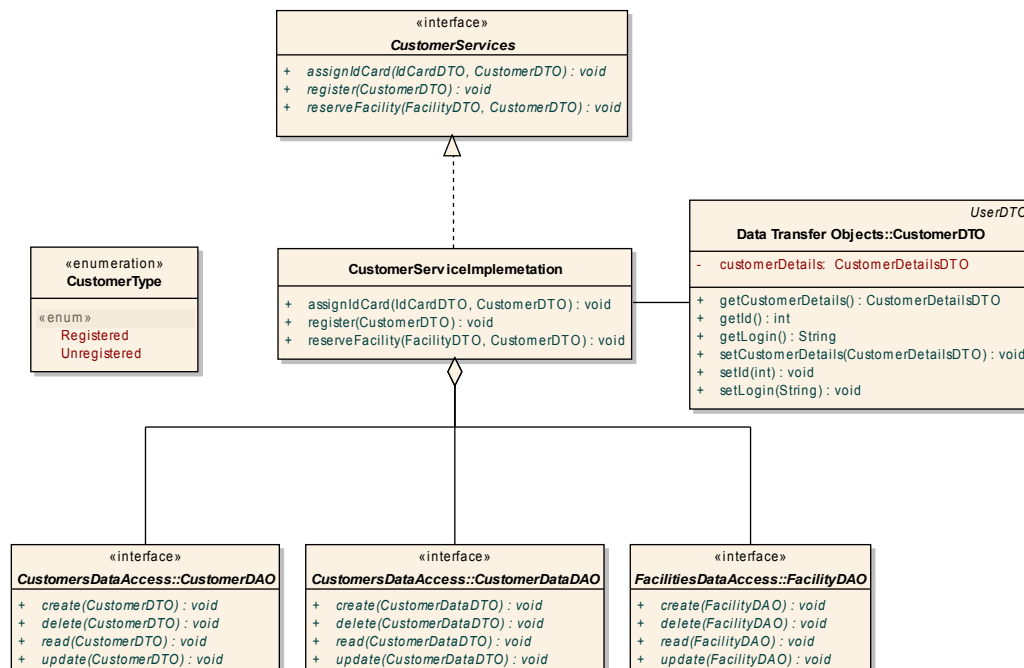 «interface»
CustomerServices
+ assignIdCard(IdCardDTO, CustomerDTO) : void
+ register(CustomerDTO) : void
+ reserveFacility(FacilityDTO, CustomerDTO) : void
UserDTO
Data Transfer Objects::CustomerDTO
- customerDetails: CustomerDetailsDTO
+ getCustomerDetails() : CustomerDetailsDTO
+ getId() : int
+ getLogin() : String
+ setCustomerDetails(CustomerDetailsDTO) : void
+ setId(int) : void
+ setLogin(String) : void
«enumeration»
CustomerType
«enum»
Registered
Unregistered
CustomerServiceImplemetation
+ assignIdCard(IdCardDTO, CustomerDTO) : void
+ register(CustomerDTO) : void
+ reserveFacility(FacilityDTO, CustomerDTO) : void
«interface»
CustomersDataAccess::CustomerDAO
+ create(CustomerDTO) : void
+ delete(CustomerDTO) : void
+ read(CustomerDTO) : void
+ update(CustomerDTO) : void
«interface»
CustomersDataAccess::CustomerDataDAO
+ create(CustomerDataDTO) : void
+ delete(CustomerDataDTO) : void
+ read(CustomerDataDTO) : void
+ update(CustomerDataDTO) : void
«interface»
FacilitiesDataAccess::FacilityDAO
+ create(FacilityDAO) : void
+ delete(FacilityDAO) : void
+ read(FacilityDAO) : void
+ update(FacilityDAO) : void